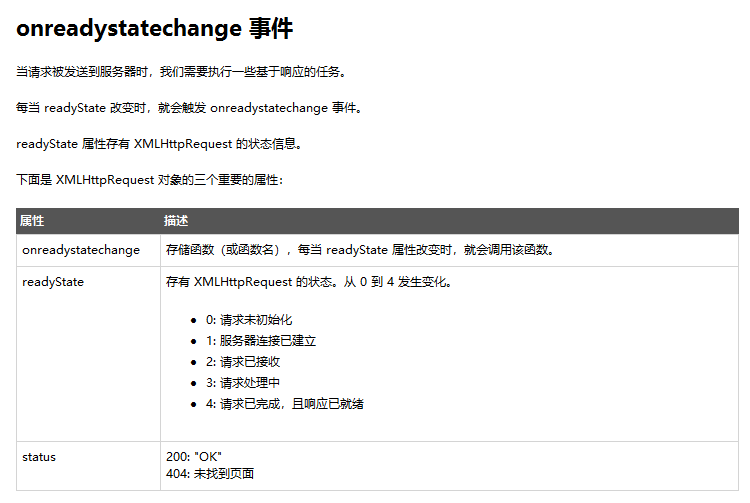 onreadystatechange 事件
当请求被发送到服务器时，我们需要执行一些基于响应的任务。
每当 readyState 改变时，就会触发 onreadystatechange 事件。
readyState 属性存有 XMLHttpRequest 的状态信息。
下面是 XMLHttpRequest 对象的三个重要的属性：
属性 描述
onreadystatechange 存储函数（或函数名），每当 readyState 属性改变时，就会调用该函数。
readyState 存有 XMLHttpRequest 的状态。从 0 到 4 发生变化。
• 0: 请求未初始化
• 1: 服务器连接已建立
• 2: 请求已接收
• 3: 请求处理中
• 4: 请求已完成，且响应已就绪
status 200: "OK"
404: 未找到页面